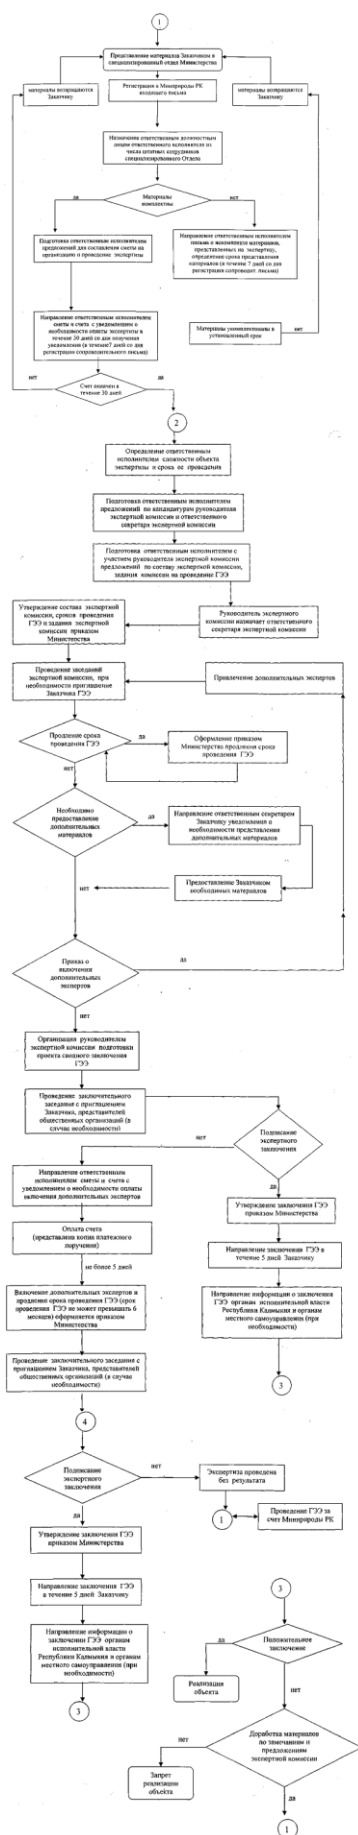 1
Представление материалов Заказчиком в
специализированный отдел Министерства
материалы возвращаются
Заказчику
Регистрация в Минприроды РК
входящего письма
материалы возвращаются
Заказчику
Назначение ответственным должностным
лицом ответственного исполнителя из
числа штатных сотрудников
специализированного Отдела
Материалы
комплектны
да
нет
Подготовка ответственным исполнителем
предложений для составления сметы на
организацию и проведение экспертизы
Направление ответственным исполнителем
письма о некомплекте материалов,
представленных на экспертизу,
определение срока представления
материалов (в течение 7 дней со дня
регистрации сопроводит письма)
Направление ответственным исполнителем
сметы и счета с уведомлением о
необходимости оплаты экспертизы в
течение 30 дней со дня получения
уведомления (в течение7 дней со дня
регистрации сопроводительного письма)
Материалы укомплектованы в
установленный срок
нет
Счет оплачен в
течение 30 дней
да
2
Определение ответственным
исполнителем сложности объекта
экспертизы и срока ее проведения
Подготовка ответственным исполнителем
предложений по кандидатурам руководителя
экспертной комиссии и ответственного
секретаря экспертной комиссии
Подготовка ответственным исполнителем с
участием руководителя экспертной комиссии
предложений по составу экспертной комиссии,
задания комиссии на проведение ГЭЭ
Утверждение состава экспертной
комиссии, сроков проведения
ГЭЭ и задания экспертной
комиссии приказом
Министерства
Руководитель экспертного
комиссии назначает ответственного
секретаря экспертной комиссии
Проведение заседаний
экспертной комиссии, при
необходимости приглашение
Заказчика ГЭЭ
Привлечение дополнительных экспертов
Продление срока
проведения ГЭЭ
да
Оформление приказом
Министерства продления срока
проведения ГЭЭ
нет
Необходимо
предоставление
дополнительных
материалов
да
Направление ответственным секретарем
Заказчику уведомления о
необходимости представления
дополнительных материалов
нет
Предоставление Заказчиком
необходимых материалов
Приказ о
включении
дополнительных
экспертов
да
нет
Организация руководителем
экспертной комиссии подготовки
проекта сводного заключения
ГЭЭ
Проведение заключительного
заседания с приглашением
Заказчика, представителей
общественных организаций (в
случае необходимости)
нет
Подписание
экспертного
заключения
да
Направление ответственным
исполнителем сметы и счета с
уведомлением о необходимости оплаты
включения дополнительных экспертов
Утверждение заключения ГЭЭ
приказом Министерства
Оплата счета
(представлена копия платежного
поручения)
Направление заключения ГЭЭ в
течение 5 дней Заказчику
не более 5 дней
Включение дополнительных экспертов и
продление срока проведения ГЭЭ (срок
проведения ГЭЭ не может превышать 6
месяцев) оформляется приказом
Министерства
Направление информации о заключении
ГЭЭ органам исполнительной власти
Республики Калмыкия и органам
местного самоуправления (при
необходимости)
Проведение заключительного заседания с
приглашением Заказчика, представителей
общественных организаций (в случае
необходимости)
3
4
Подписание
экспертного
заключения
нет
Экспертиза проведена
без результата
да
1
Проведения ГЭЭ за
счет Минприроды РК
Утверждение заключения ГЭЭ
приказом Министерства
Направление заключения ГЭЭ
в течение 5 дней Заказчику
3
Направление информации о
заключении ГЭЭ органам
исполнительной власти
Республики Калмыкия и органам
местного самоуправления (при
необходимости)
Положительное
заключение
да
Реализация
объекта
нет
3
Доработка материалов
по замечаниям и
предложениям
экспертной комиссии
нет
Запрет
реализации
объекта
да
1